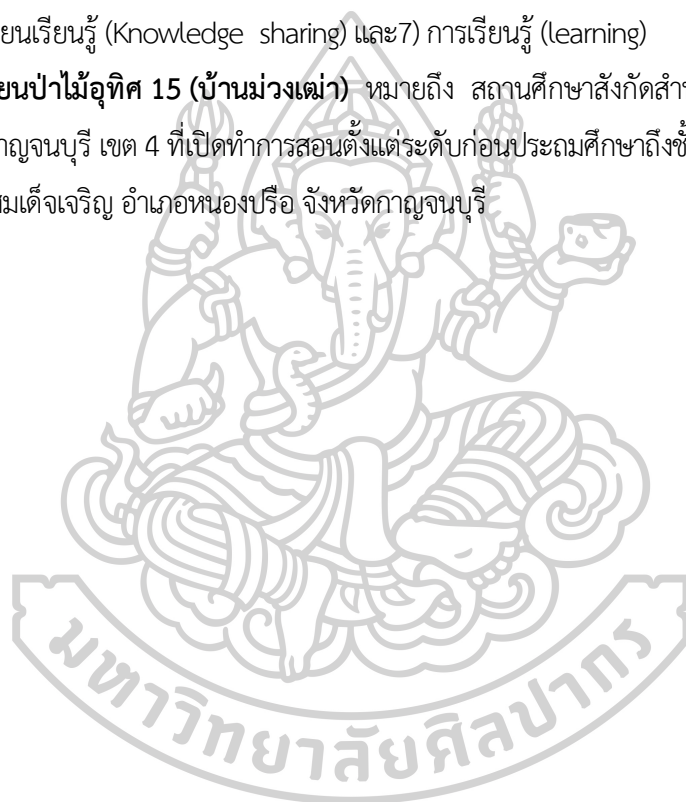 ยนเรียนรู้ (Knowledge sharing) และ7) การเรียนรู้ (learning)
ยนป่าไม้อุทิศ 15 (บ้านม่วงเฒ่า) หมายถึง สถานศึกษาสังกัดสำน
าญจนบุรี เขต 4 ที่เปิดทำการสอนตั้งแต่ระดับก่อนประถมศึกษาถึงชั้
มเด็จเจริญ อำเภอหนองปรือ จังหวัดกาญจนบุรี
มหาวิทยาลัยศิลปากร